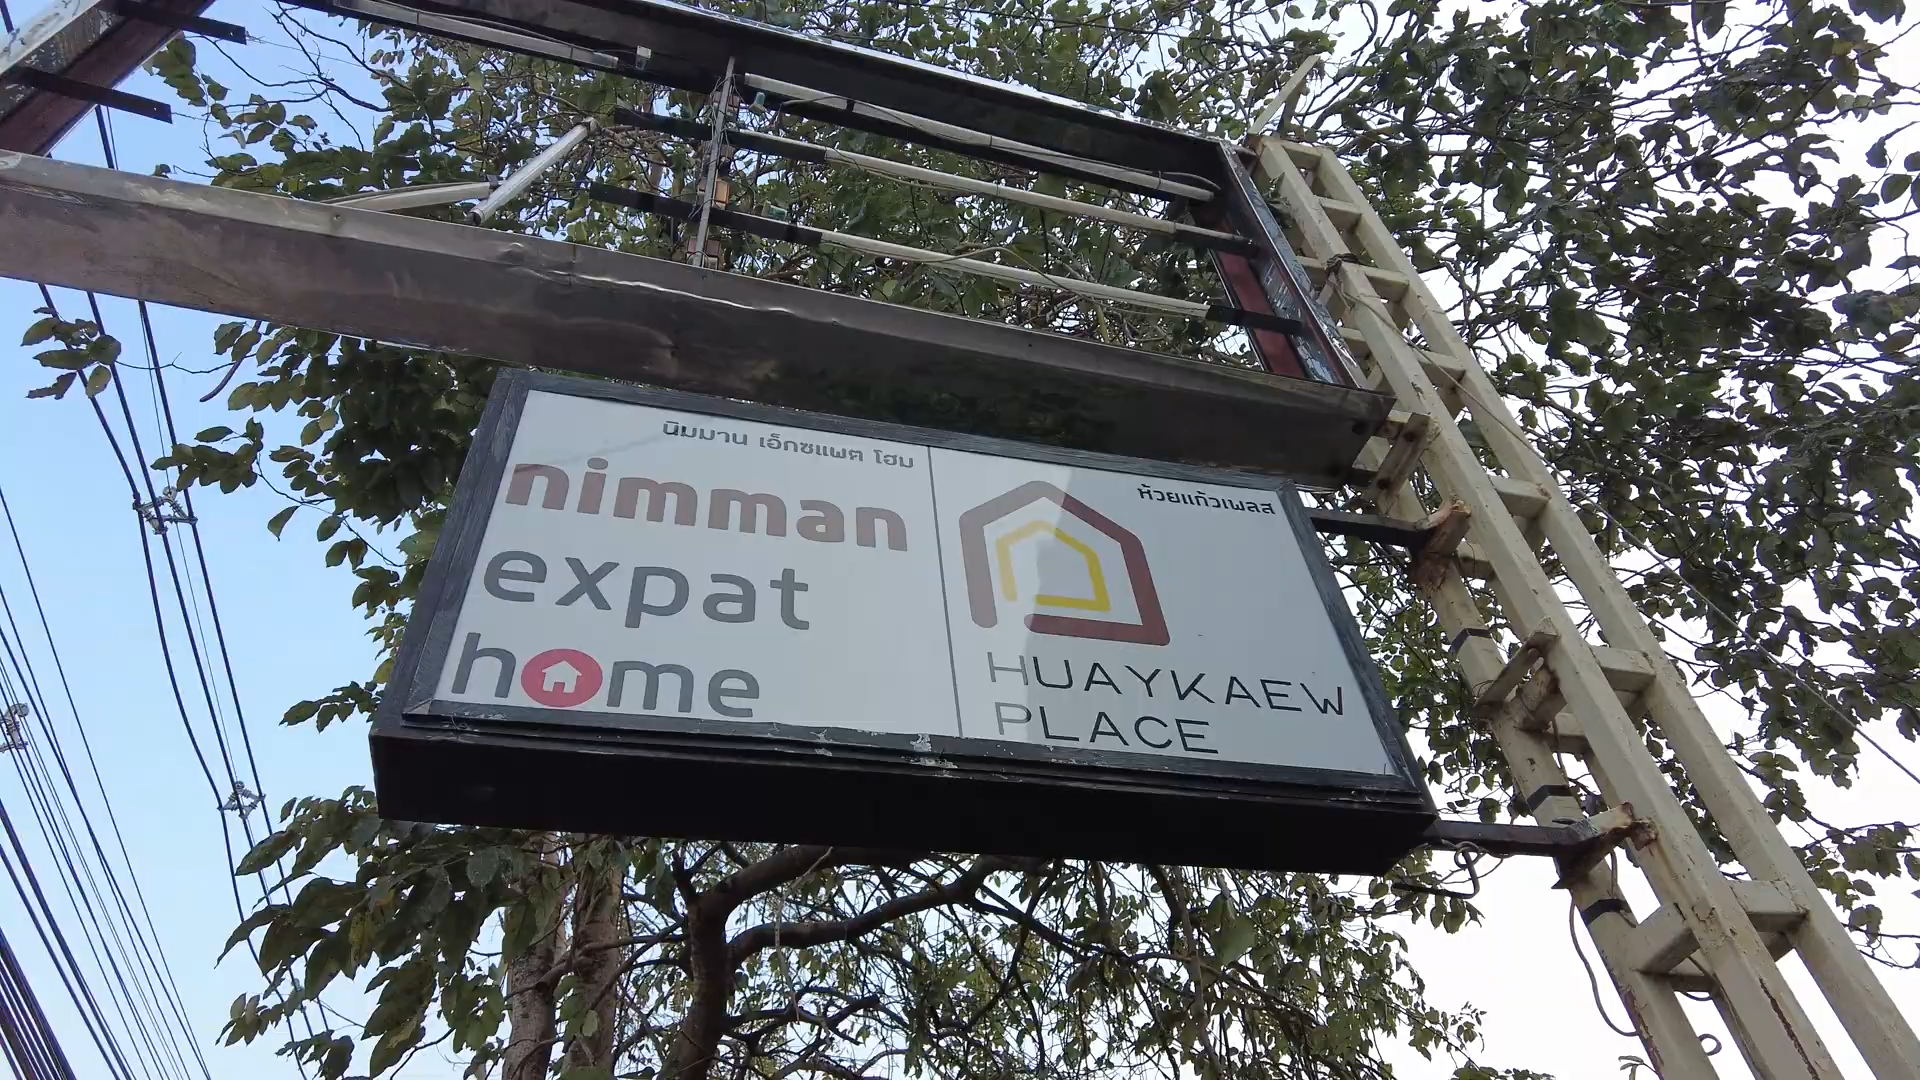 นิมมาน เอ็กซแพต โฮม
nimman
expat
home
ห้วยแก้วเพลส
HUAYKAEW
PLACE